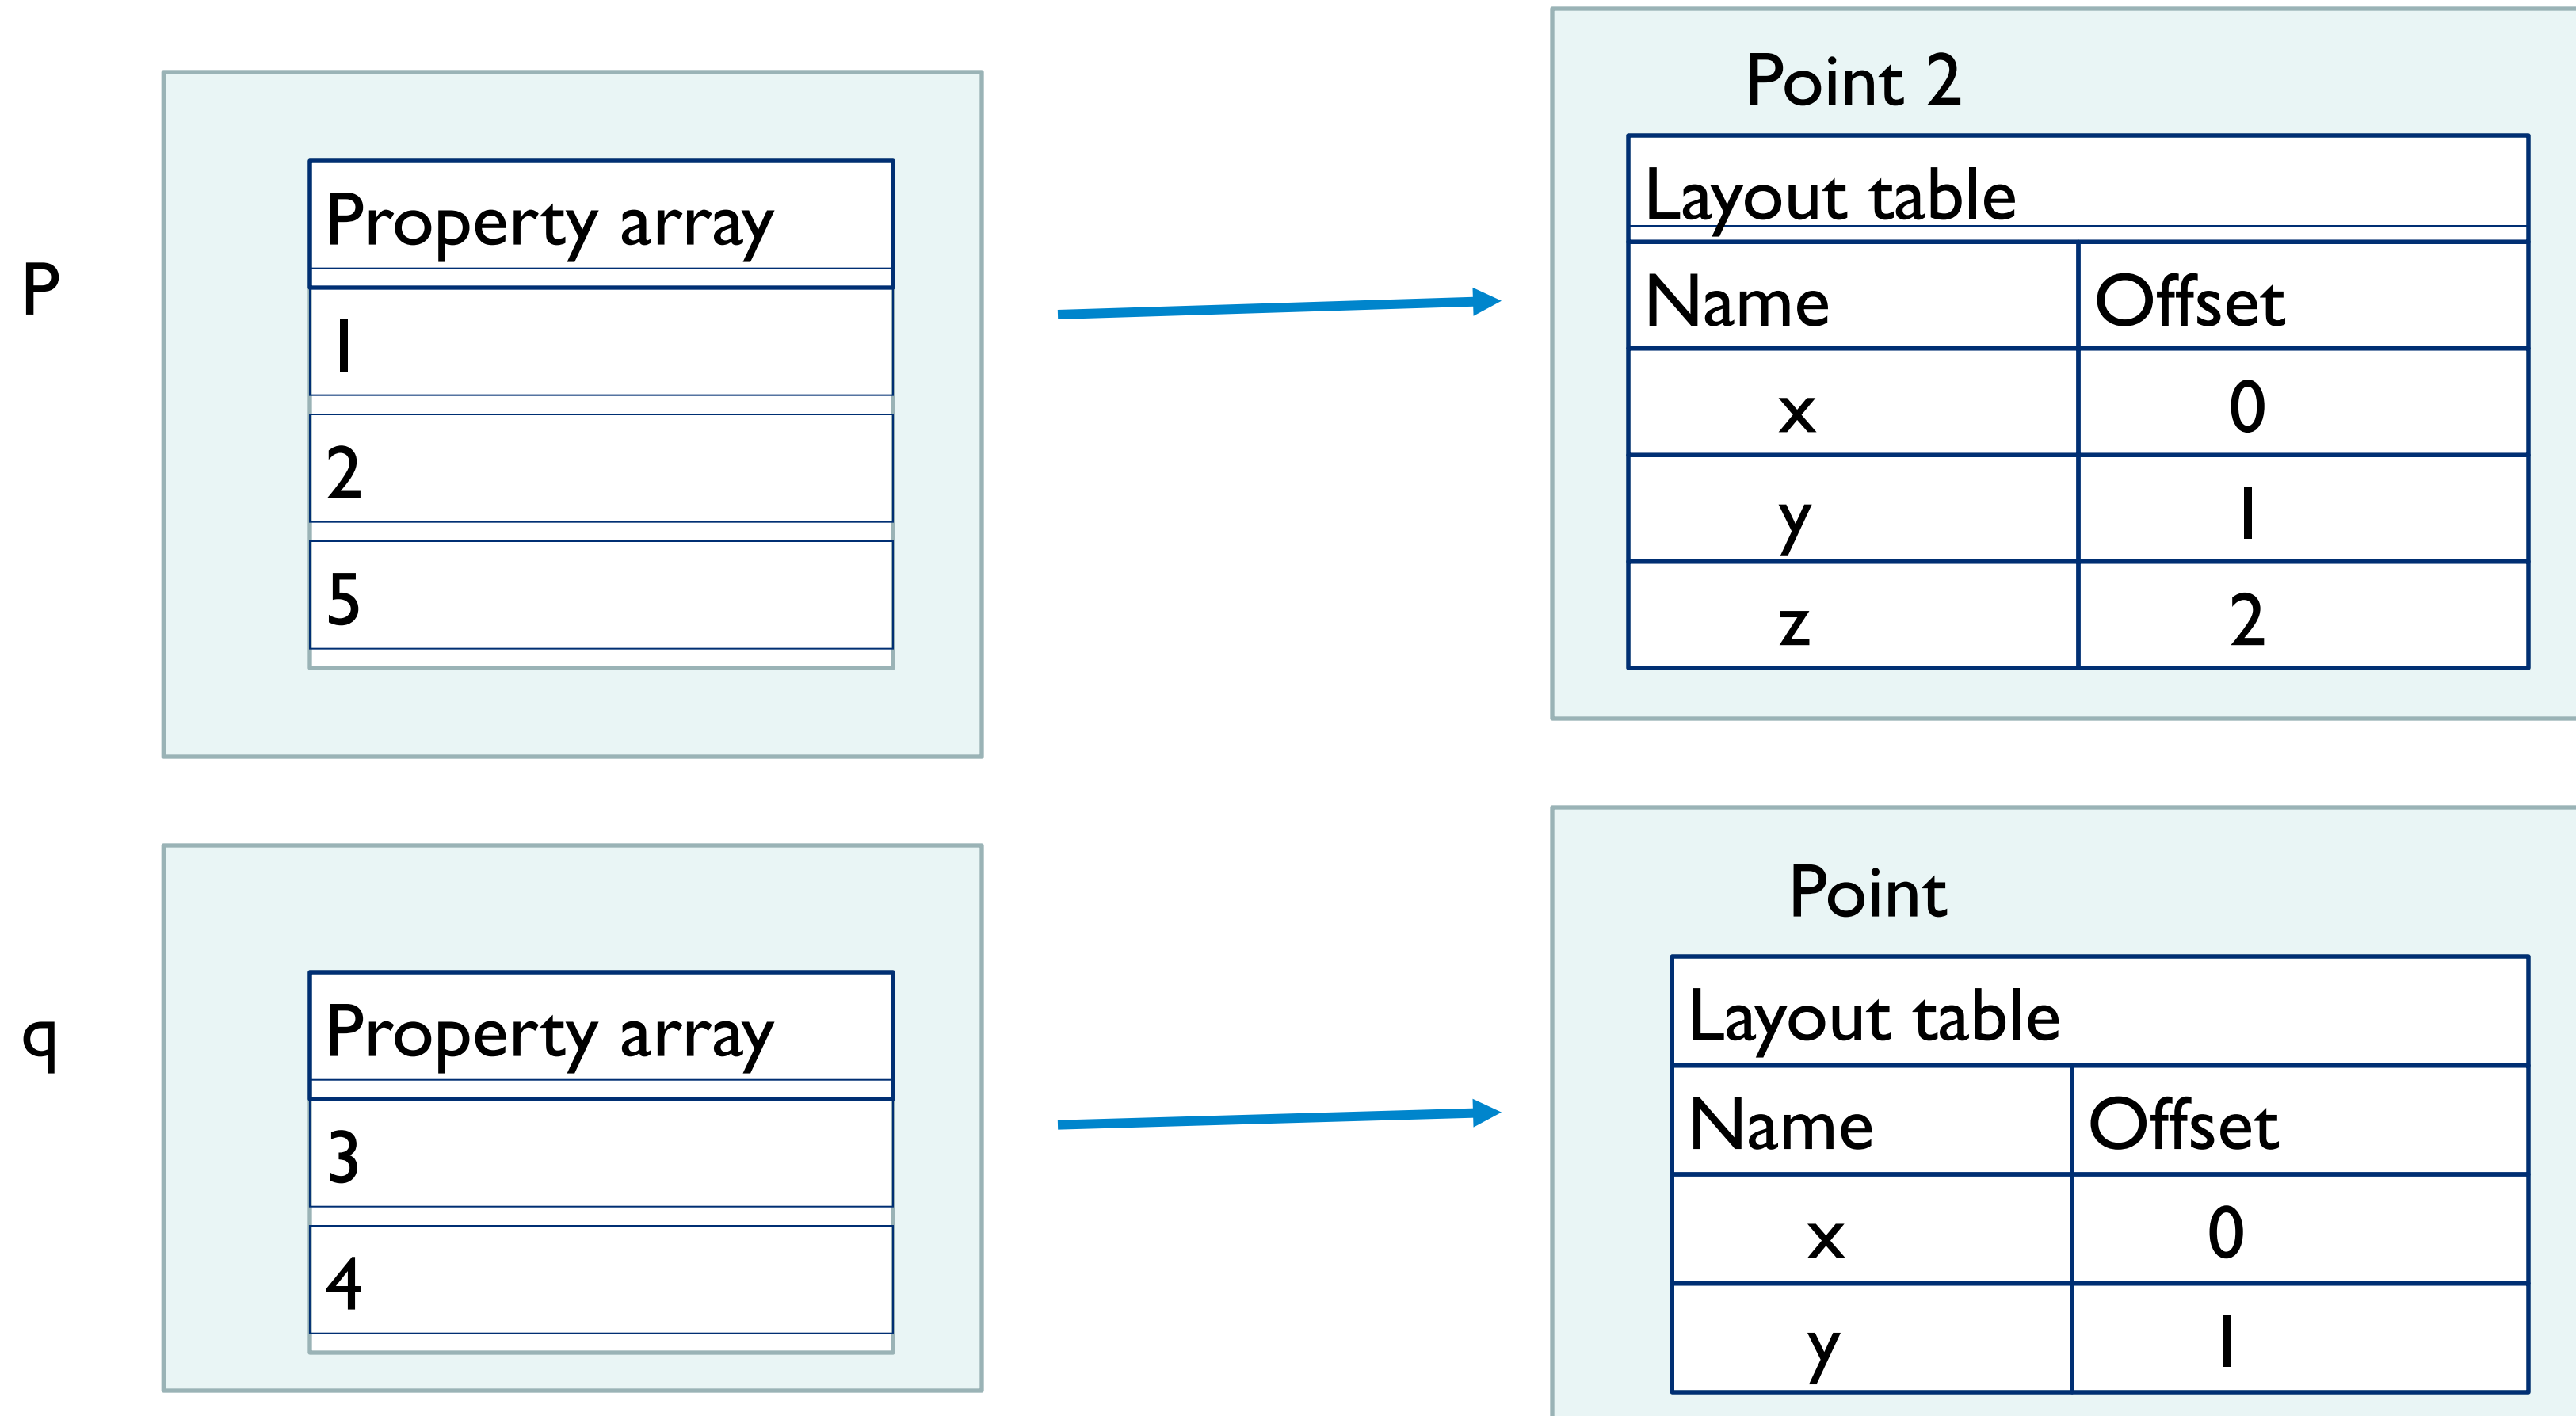 P
Property array
1
2
5
Point 2
Layout table
Name Offset
x 0
y 1
z 2
q
Property array
3
4
Point
Layout table
Name Offset
x 0
y 1